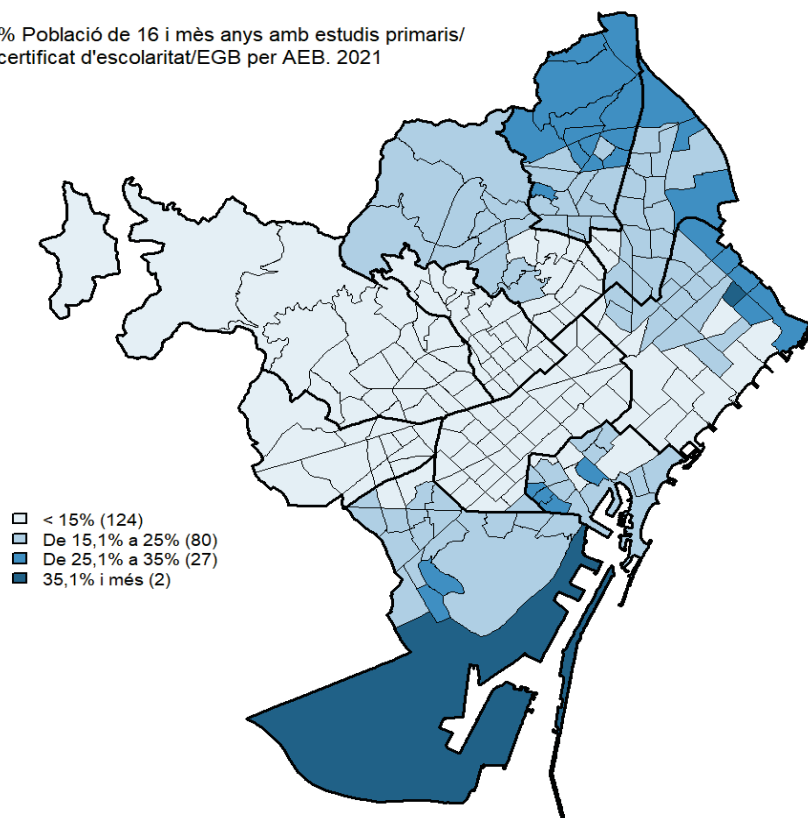 % Població de 16 i mès anys amb estudis primaris/
certificat d'escolaritat/EGB per AEB. 2021
< 15% (124)
De 15,1% a 25% (80)
De 25,1% a 35% (27)
35,1% i més (2)